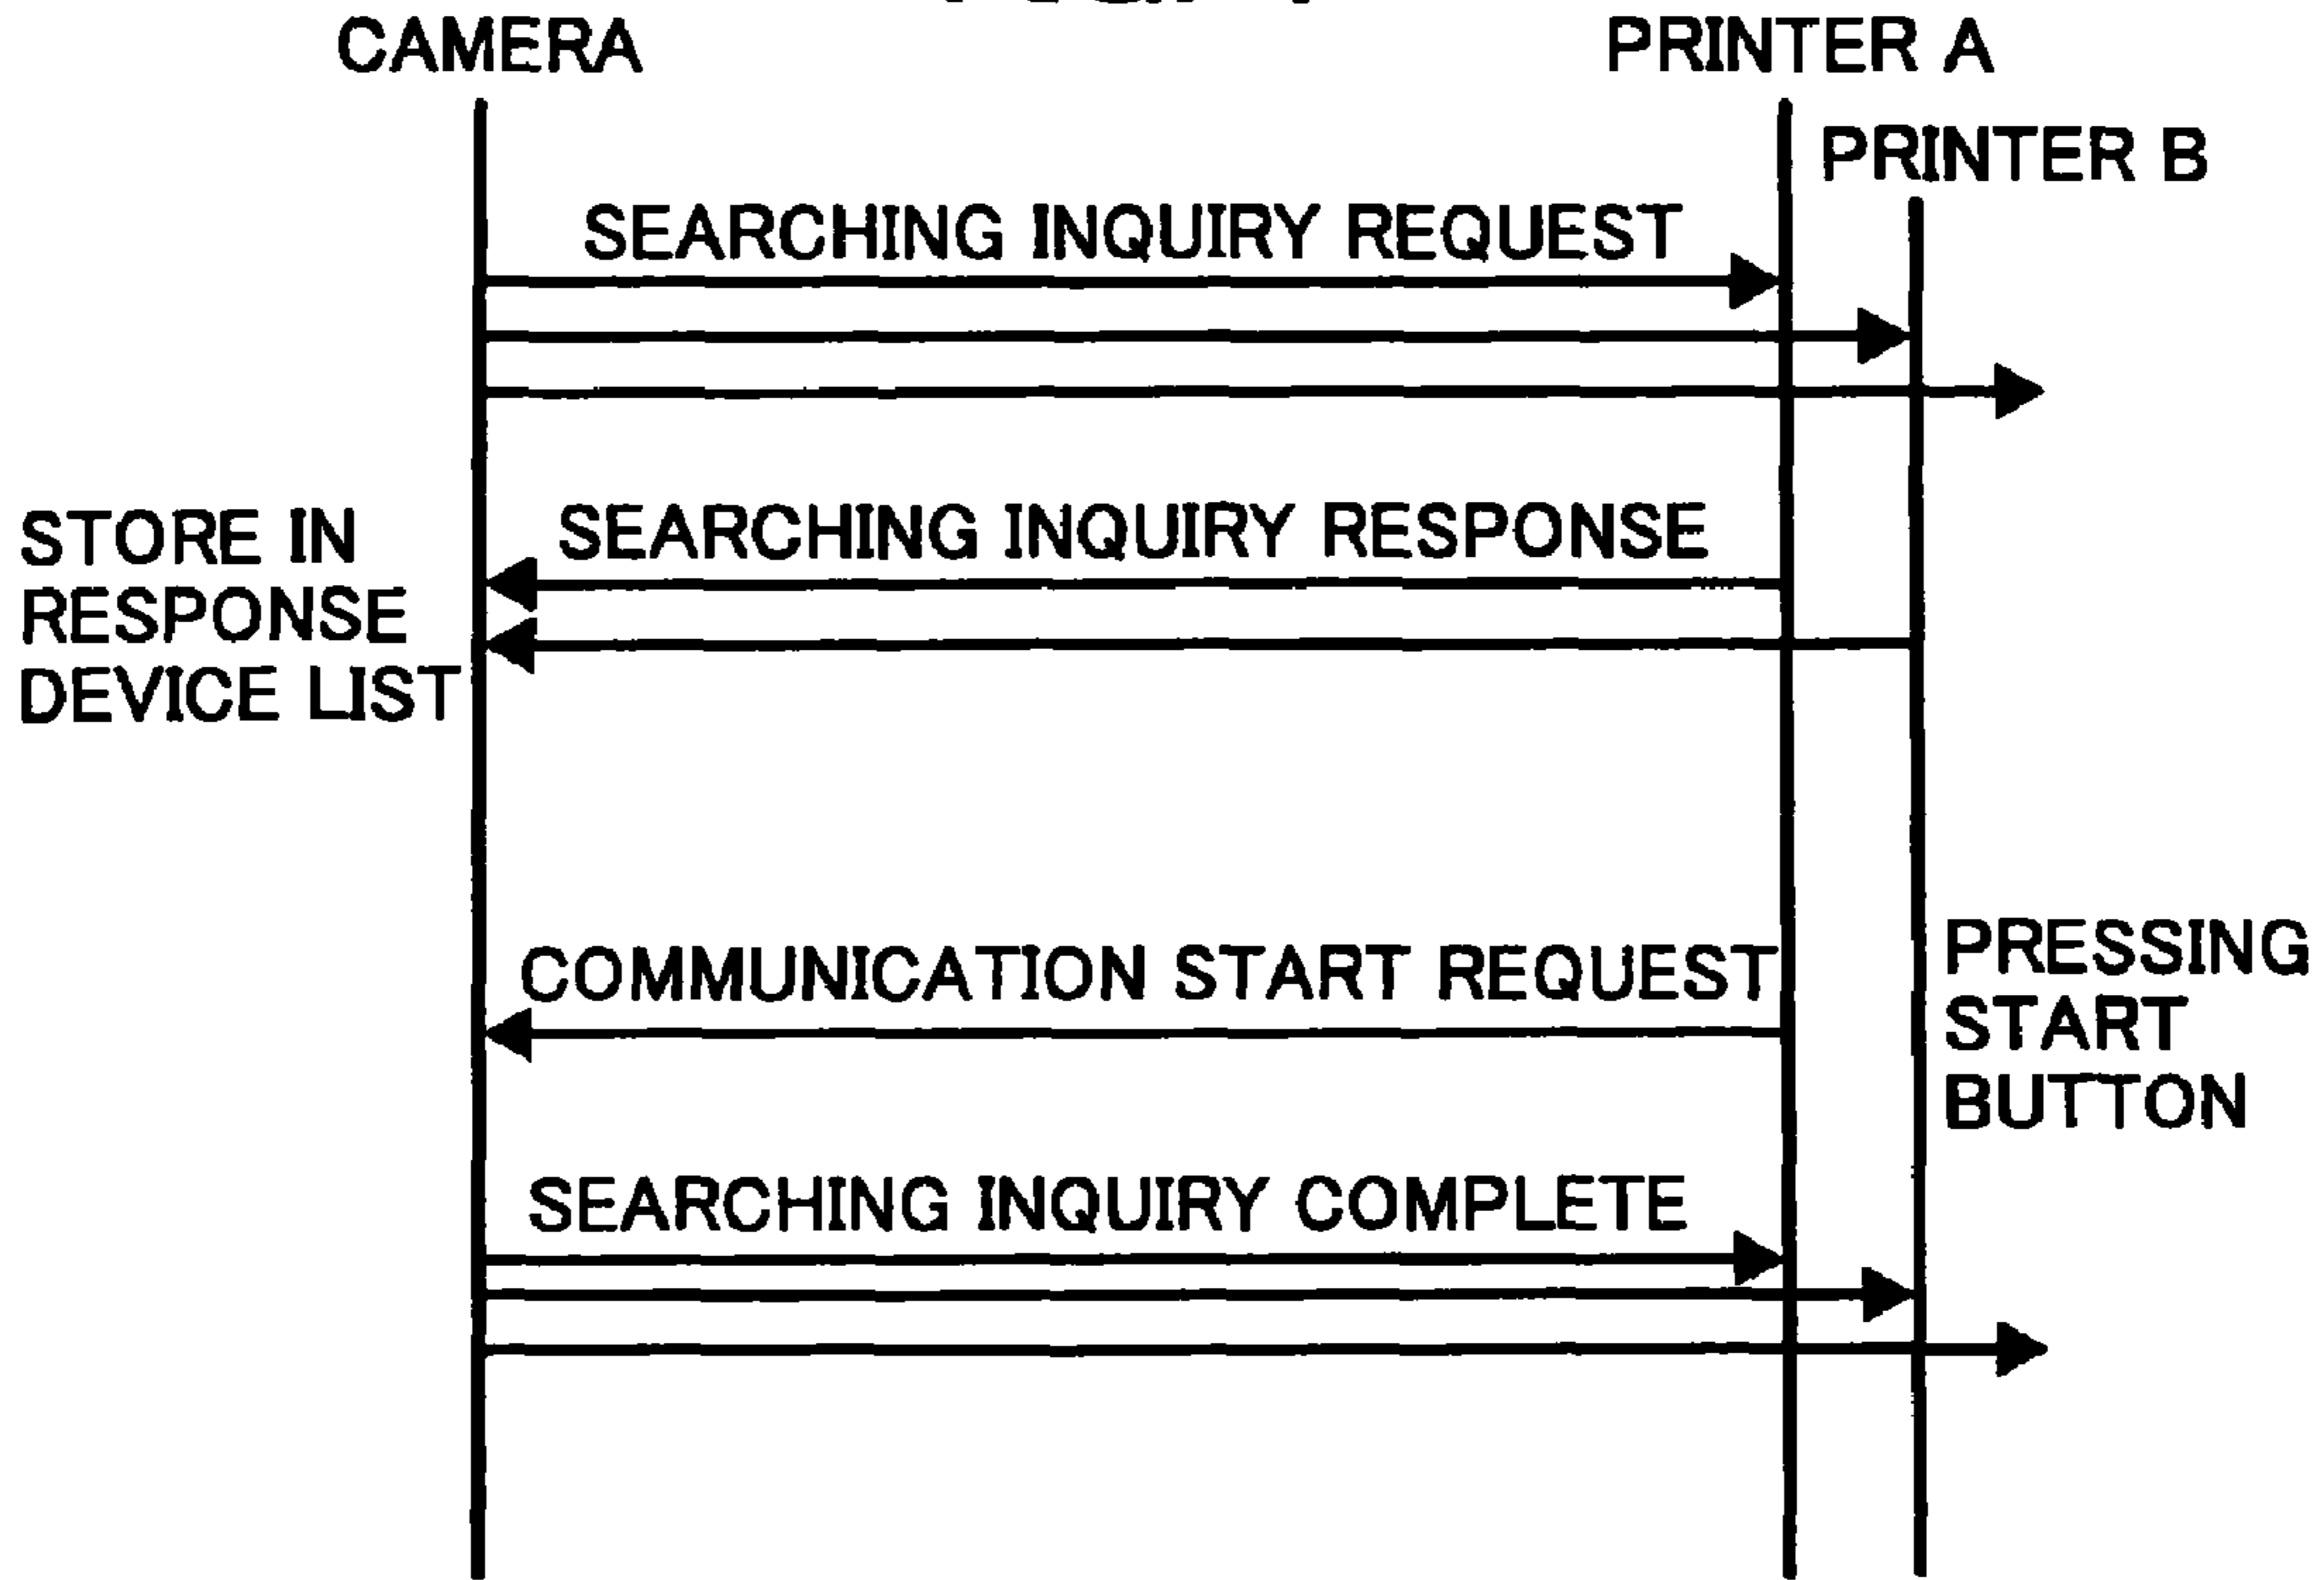 CAMERA
PRINTER A
PRINTER B
SEARCHING INQUIRY REQUEST
SEARCHING INQUIRY RESPONSE
STORE IN
RESPONSE
DEVICE LIST
COMMUNICATION START REQUEST
PRESSING
START
BUTTON
SEARCHING INQUIRY COMPLETE